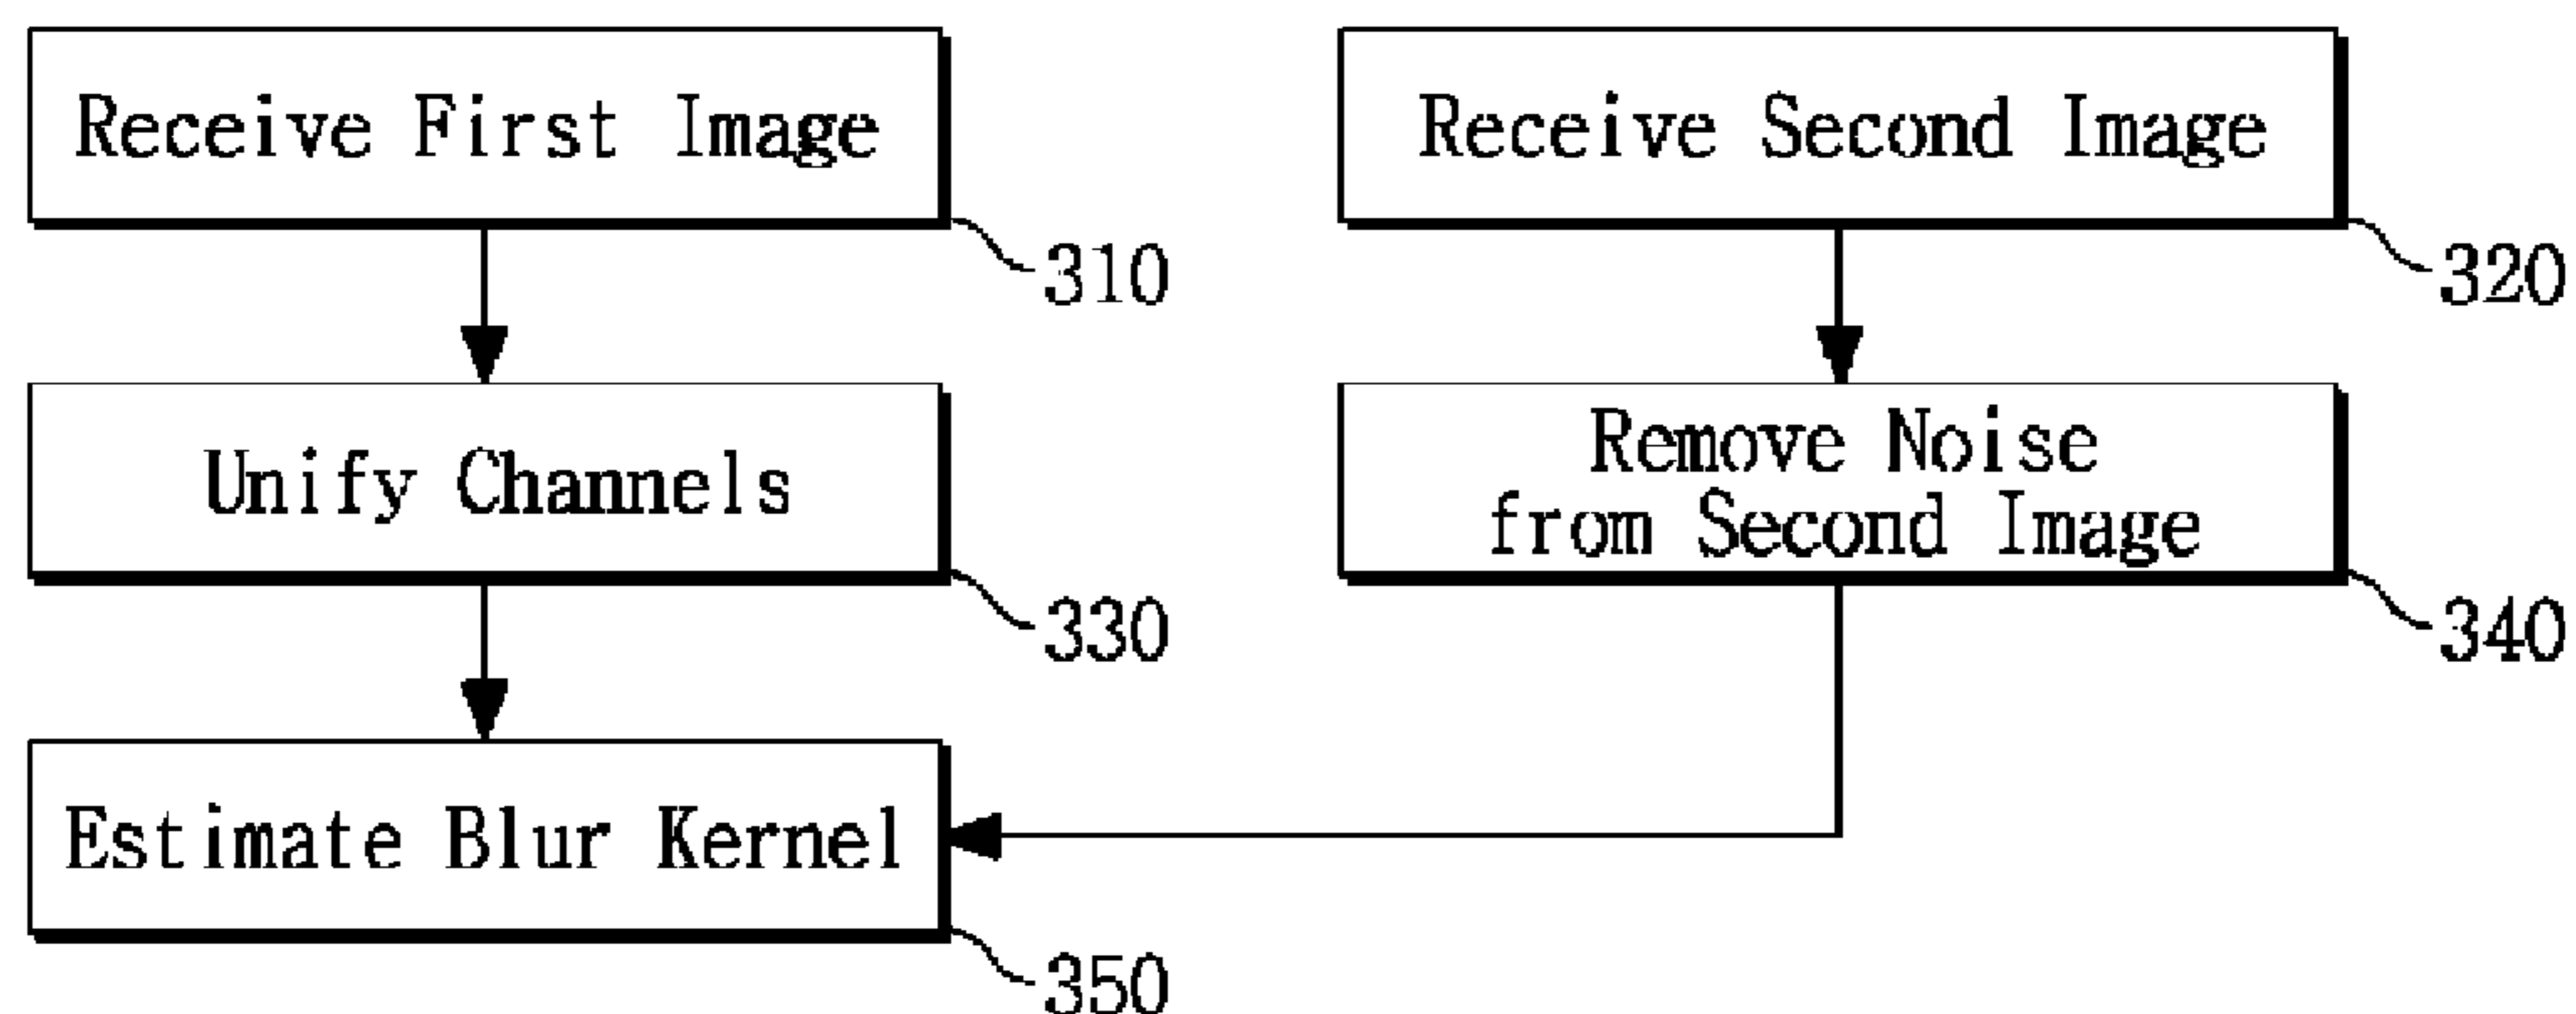 Receive First Image
310
Receive Second Image
320
Unify Channels
330
Remove Noise
from Second Image
340
Estimate Blur Kernel
350